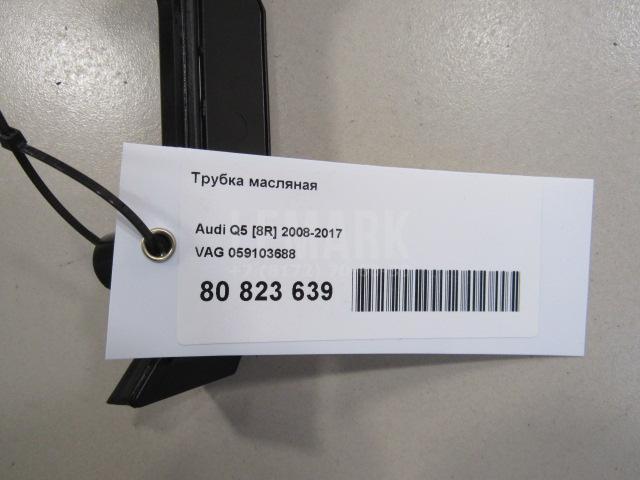 Трубка масляная
Audi Q5 [8R] 2008-2017
VAG 059103688
80 823 639